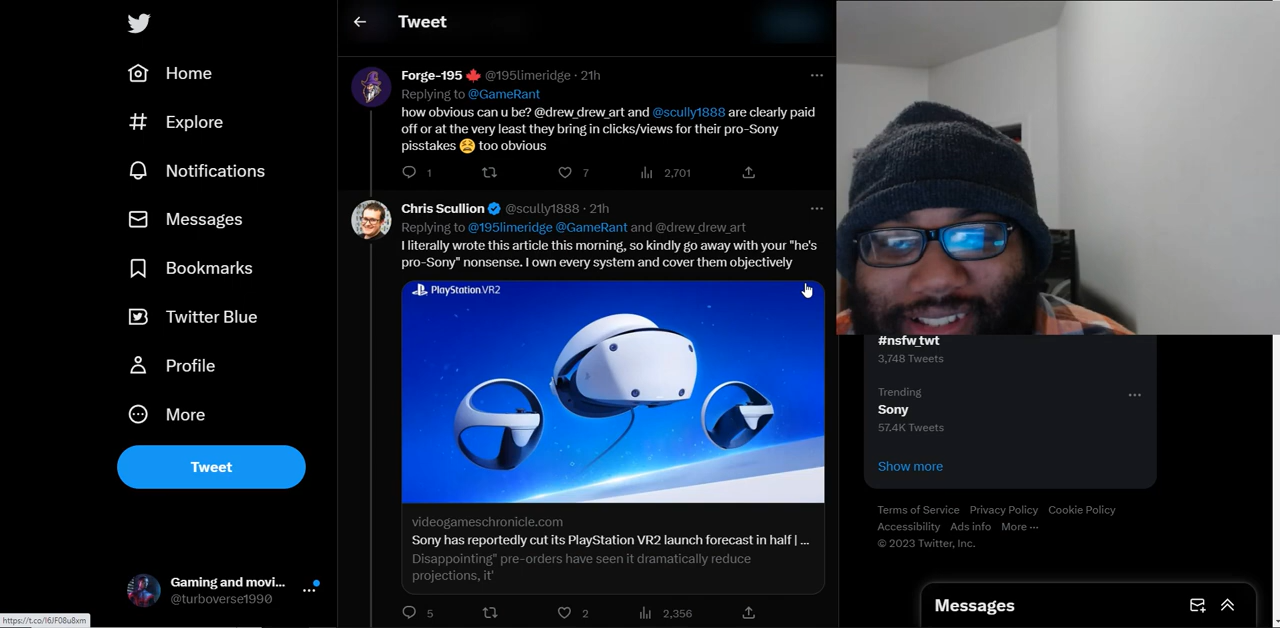 Tweet
Home
Explore
Notifications
Messages
Bookmarks
Twitter Blue
Profile
More
Tweet
Gaming and movi...
@turboverse1990
https://t.co/l6JF08u8xm
Forge-195 🍁 @195limeridge · 21h
Replying to @GameRant
how obvious can u be? @drew_drew_art and @scully1888 are clearly paid
off or at the very least they bring in clicks/views for their pro-Sony
pisstakes 😩 too obvious
1 7 2,701
Chris Scullion @scully1888 · 21h
Replying to @195limeridge @GameRant and @drew_drew_art
I literally wrote this article this morning, so kindly go away with your "he's
pro-Sony" nonsense. I own every system and cover them objectively
PlayStation.VR2
videogameschronicle.com
Sony has reportedly cut its PlayStation VR2 launch forecast in half | ...
Disappointing" pre-orders have seen it dramatically reduce
projections, it'
5 2 2,356
#nsfw_twt
3,748 Tweets
Trending
Sony
57.4K Tweets
Show more
Terms of Service Privacy Policy Cookie Policy
Accessibility Ads info More ···
© 2023 Twitter, Inc.
Messages